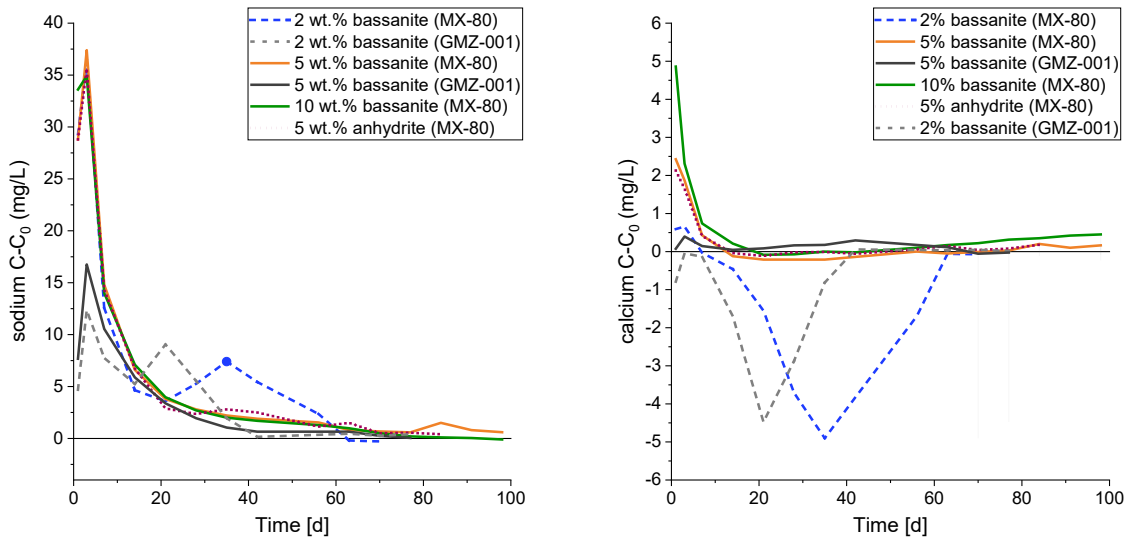 40
35
30
25
20
15
10
5
0
sodium C-C₀ (mg/L)
2 wt.% bassanite (MX-80)
2 wt.% bassanite (GMZ-001)
5 wt.% bassanite (MX-80)
5 wt.% bassanite (GMZ-001)
10 wt.% bassanite (MX-80)
5 wt.% anhydrite (MX-80)
0 20 40 60 80 100
Time [d]
6
5
4
3
2
1
0
-1
-2
-3
-4
-5
-6
calcium C-C₀ (mg/L)
2% bassanite (MX-80)
5% bassanite (MX-80)
5% bassanite (GMZ-001)
10% bassanite (MX-80)
5% anhydrite (MX-80)
2% bassanite (GMZ-001)
0 20 40 60 80 100
Time [d]